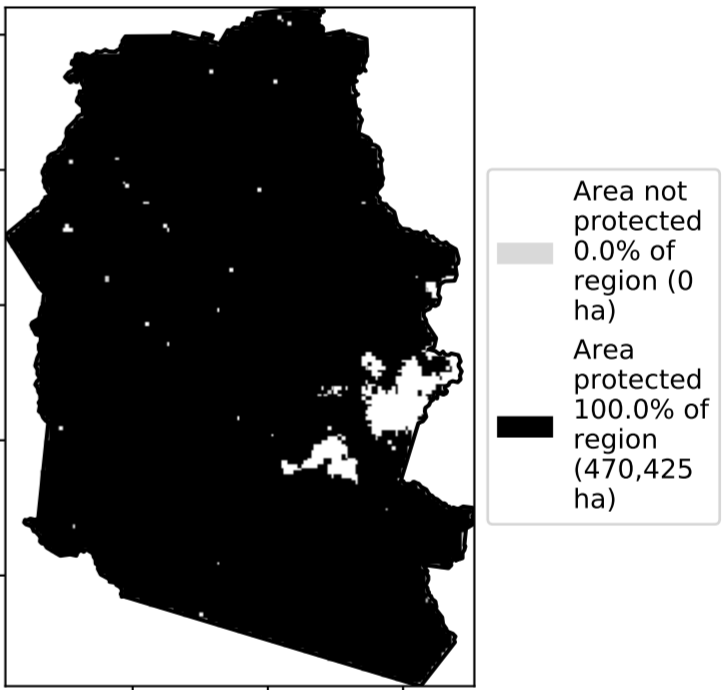 Area not
protected
0.0% of
region (0
ha)
Area
protected
100.0% of
region
(470,425
ha)